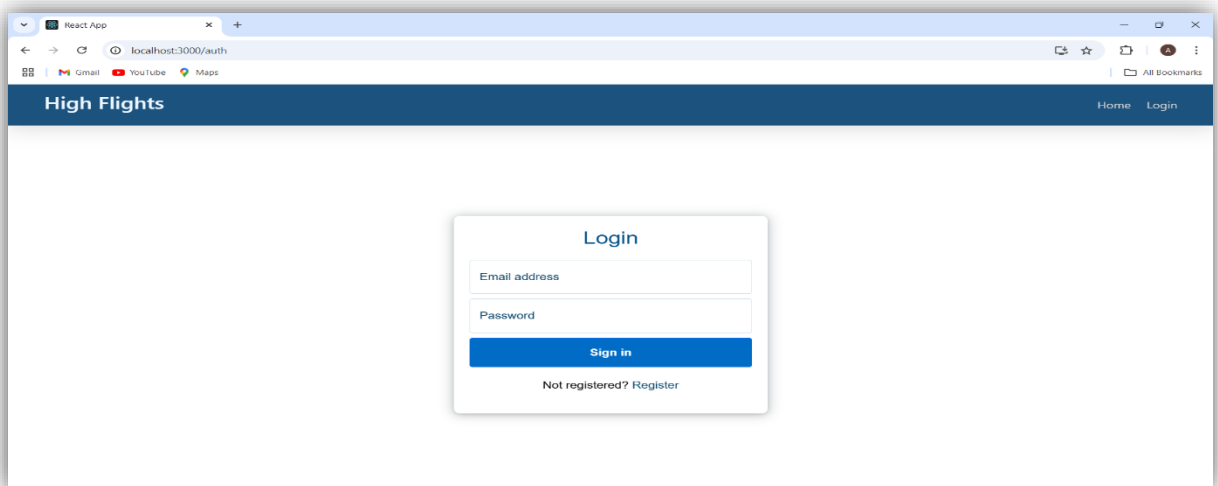 React App
localhost:3000/auth
Gmail YouTube Maps All Bookmarks
High Flights Home Login
Login
Email address
Password
Sign in
Not registered? Register
A